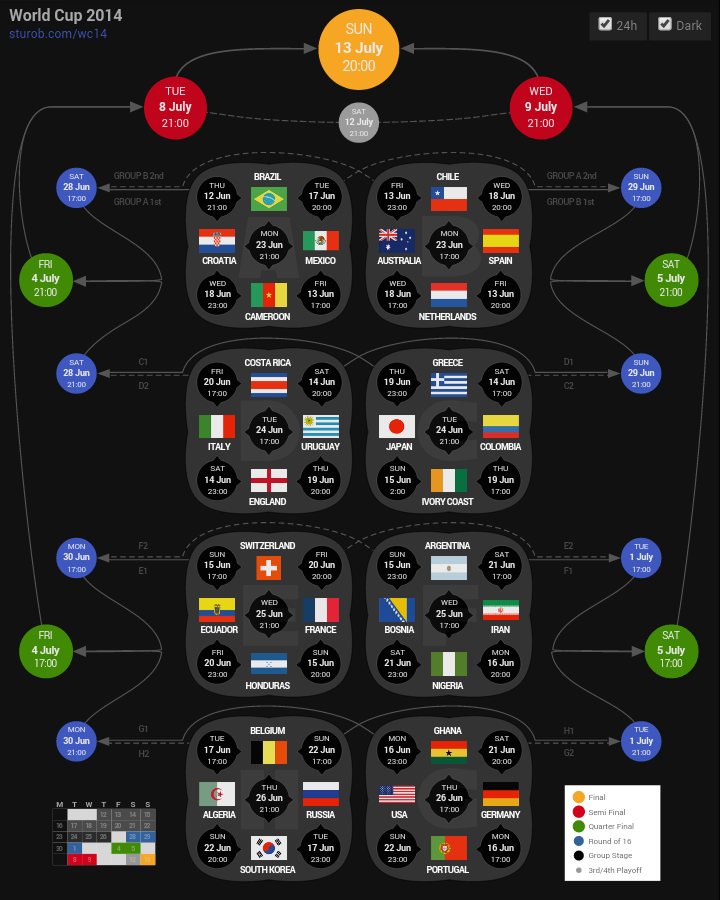 World Cup 2014
sturob.com/wc14
SUN
13 July
20:00
24h
Dark
TUE
8 July
21:00
WED
9 July
21:00
SAT
12 July
21:00
SAT
28 Jun
17:00
GROUP B 2nd
GROUP A 1st
BRAZIL
THU
12 Jun
21:00
TUE
17 Jun
20:00
MON
23 Jun
21:00
CROATIA
MEXICO
WED
18 Jun
23:00
FRI
13 Jun
17:00
CAMEROON
CHILE
FRI
13 Jun
23:00
WED
18 Jun
20:00
MON
23 Jun
17:00
AUSTRALIA
SPAIN
WED
18 Jun
17:00
FRI
13 Jun
20:00
NETHERLANDS
GROUP A 2nd
GROUP B 1st
SUN
29 Jun
17:00
FRI
4 July
21:00
SAT
5 July
21:00
SAT
28 Jun
21:00
C1
D2
COSTA RICA
FRI
20 Jun
17:00
SAT
14 Jun
20:00
TUE
24 Jun
17:00
ITALY
URUGUAY
SAT
14 Jun
23:00
THU
19 Jun
20:00
ENGLAND
GREECE
THU
19 Jun
23:00
SAT
14 Jun
17:00
TUE
24 Jun
21:00
JAPAN
COLOMBIA
SUN
15 Jun
2:00
THU
19 Jun
17:00
IVORY COAST
D1
C2
SUN
29 Jun
21:00
MON
30 Jun
17:00
F2
E1
SWITZERLAND
SUN
15 Jun
17:00
FRI
20 Jun
20:00
WED
25 Jun
21:00
ECUADOR
FRANCE
FRI
20 Jun
23:00
SUN
15 Jun
20:00
HONDURAS
ARGENTINA
SUN
15 Jun
23:00
SAT
21 Jun
17:00
WED
25 Jun
17:00
BOSNIA
IRAN
SAT
21 Jun
23:00
MON
16 Jun
20:00
NIGERIA
E2
F1
TUE
1 July
17:00
FRI
4 July
17:00
SAT
5 July
17:00
MON
30 Jun
21:00
G1
H2
BELGIUM
TUE
17 Jun
17:00
SUN
22 Jun
17:00
THU
26 Jun
21:00
ALGERIA
RUSSIA
SUN
22 Jun
20:00
TUE
17 Jun
23:00
SOUTH KOREA
GHANA
MON
16 Jun
23:00
SAT
21 Jun
20:00
THU
26 Jun
17:00
USA
GERMANY
SUN
22 Jun
23:00
MON
16 Jun
17:00
PORTUGAL
H1
G2
TUE
1 July
21:00
M T W T F S S
12 13 14 15
16 17 18 19 20 21 22
23 24 25 26 28 29
30 1 4 5
8 9 12 13
Final
Semi Final
Quarter Final
Round of 16
Group Stage
3rd/4th Playoff